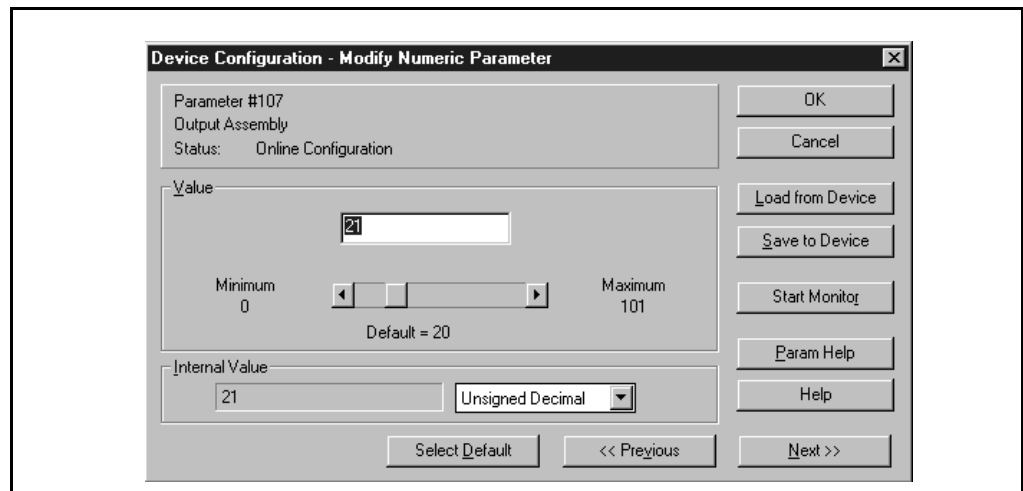 Device Configuration - Modify Numeric Parameter
Parameter #107
Output Assembly
Status: Online Configuration
OK
Cancel
Value
21
Minimum
0
Maximum
101
Default = 20
Load from Device
Save to Device
Start Monitor
Param Help
Help
Internal Value
21
Unsigned Decimal
Select Default
<< Previous
Next >>